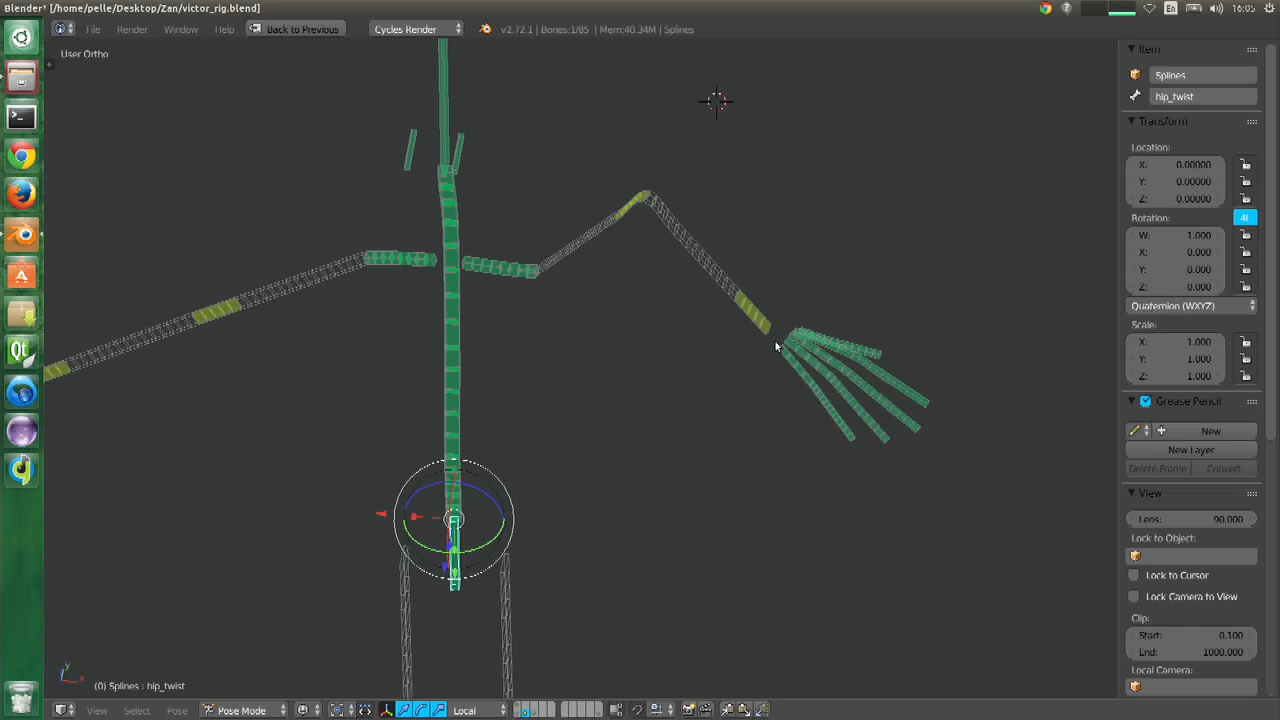 Blender* [/home/pelle/Desktop/Zan/victor_rig.blend]
En
16:05
File Render Window Help Back to Previous Cycles Render v2.72.1 | Bones:1/85 | Mem:40.34M | Splines
User Ortho
Item
Splines
hip_twist
Transform
Location:
X: 0.00000
Y: 0.00000
Z: 0.00000
Rotation:
W: 1.000
X: 0.000
Y: 0.000
Z: 0.000
Quaternion (WXYZ)
Scale:
X: 1.000
Y: 1.000
Z: 1.000
Grease Pencil
New
New Layer
Delete Frame Convert
View
Lens: 90.000
Lock to Object:
Lock to Cursor
Lock Camera to View
Clip:
Start: 0.100
End: 1000.000
Local Camera:
(0) Splines : hip_twist
View Select Pose Pose Mode Local